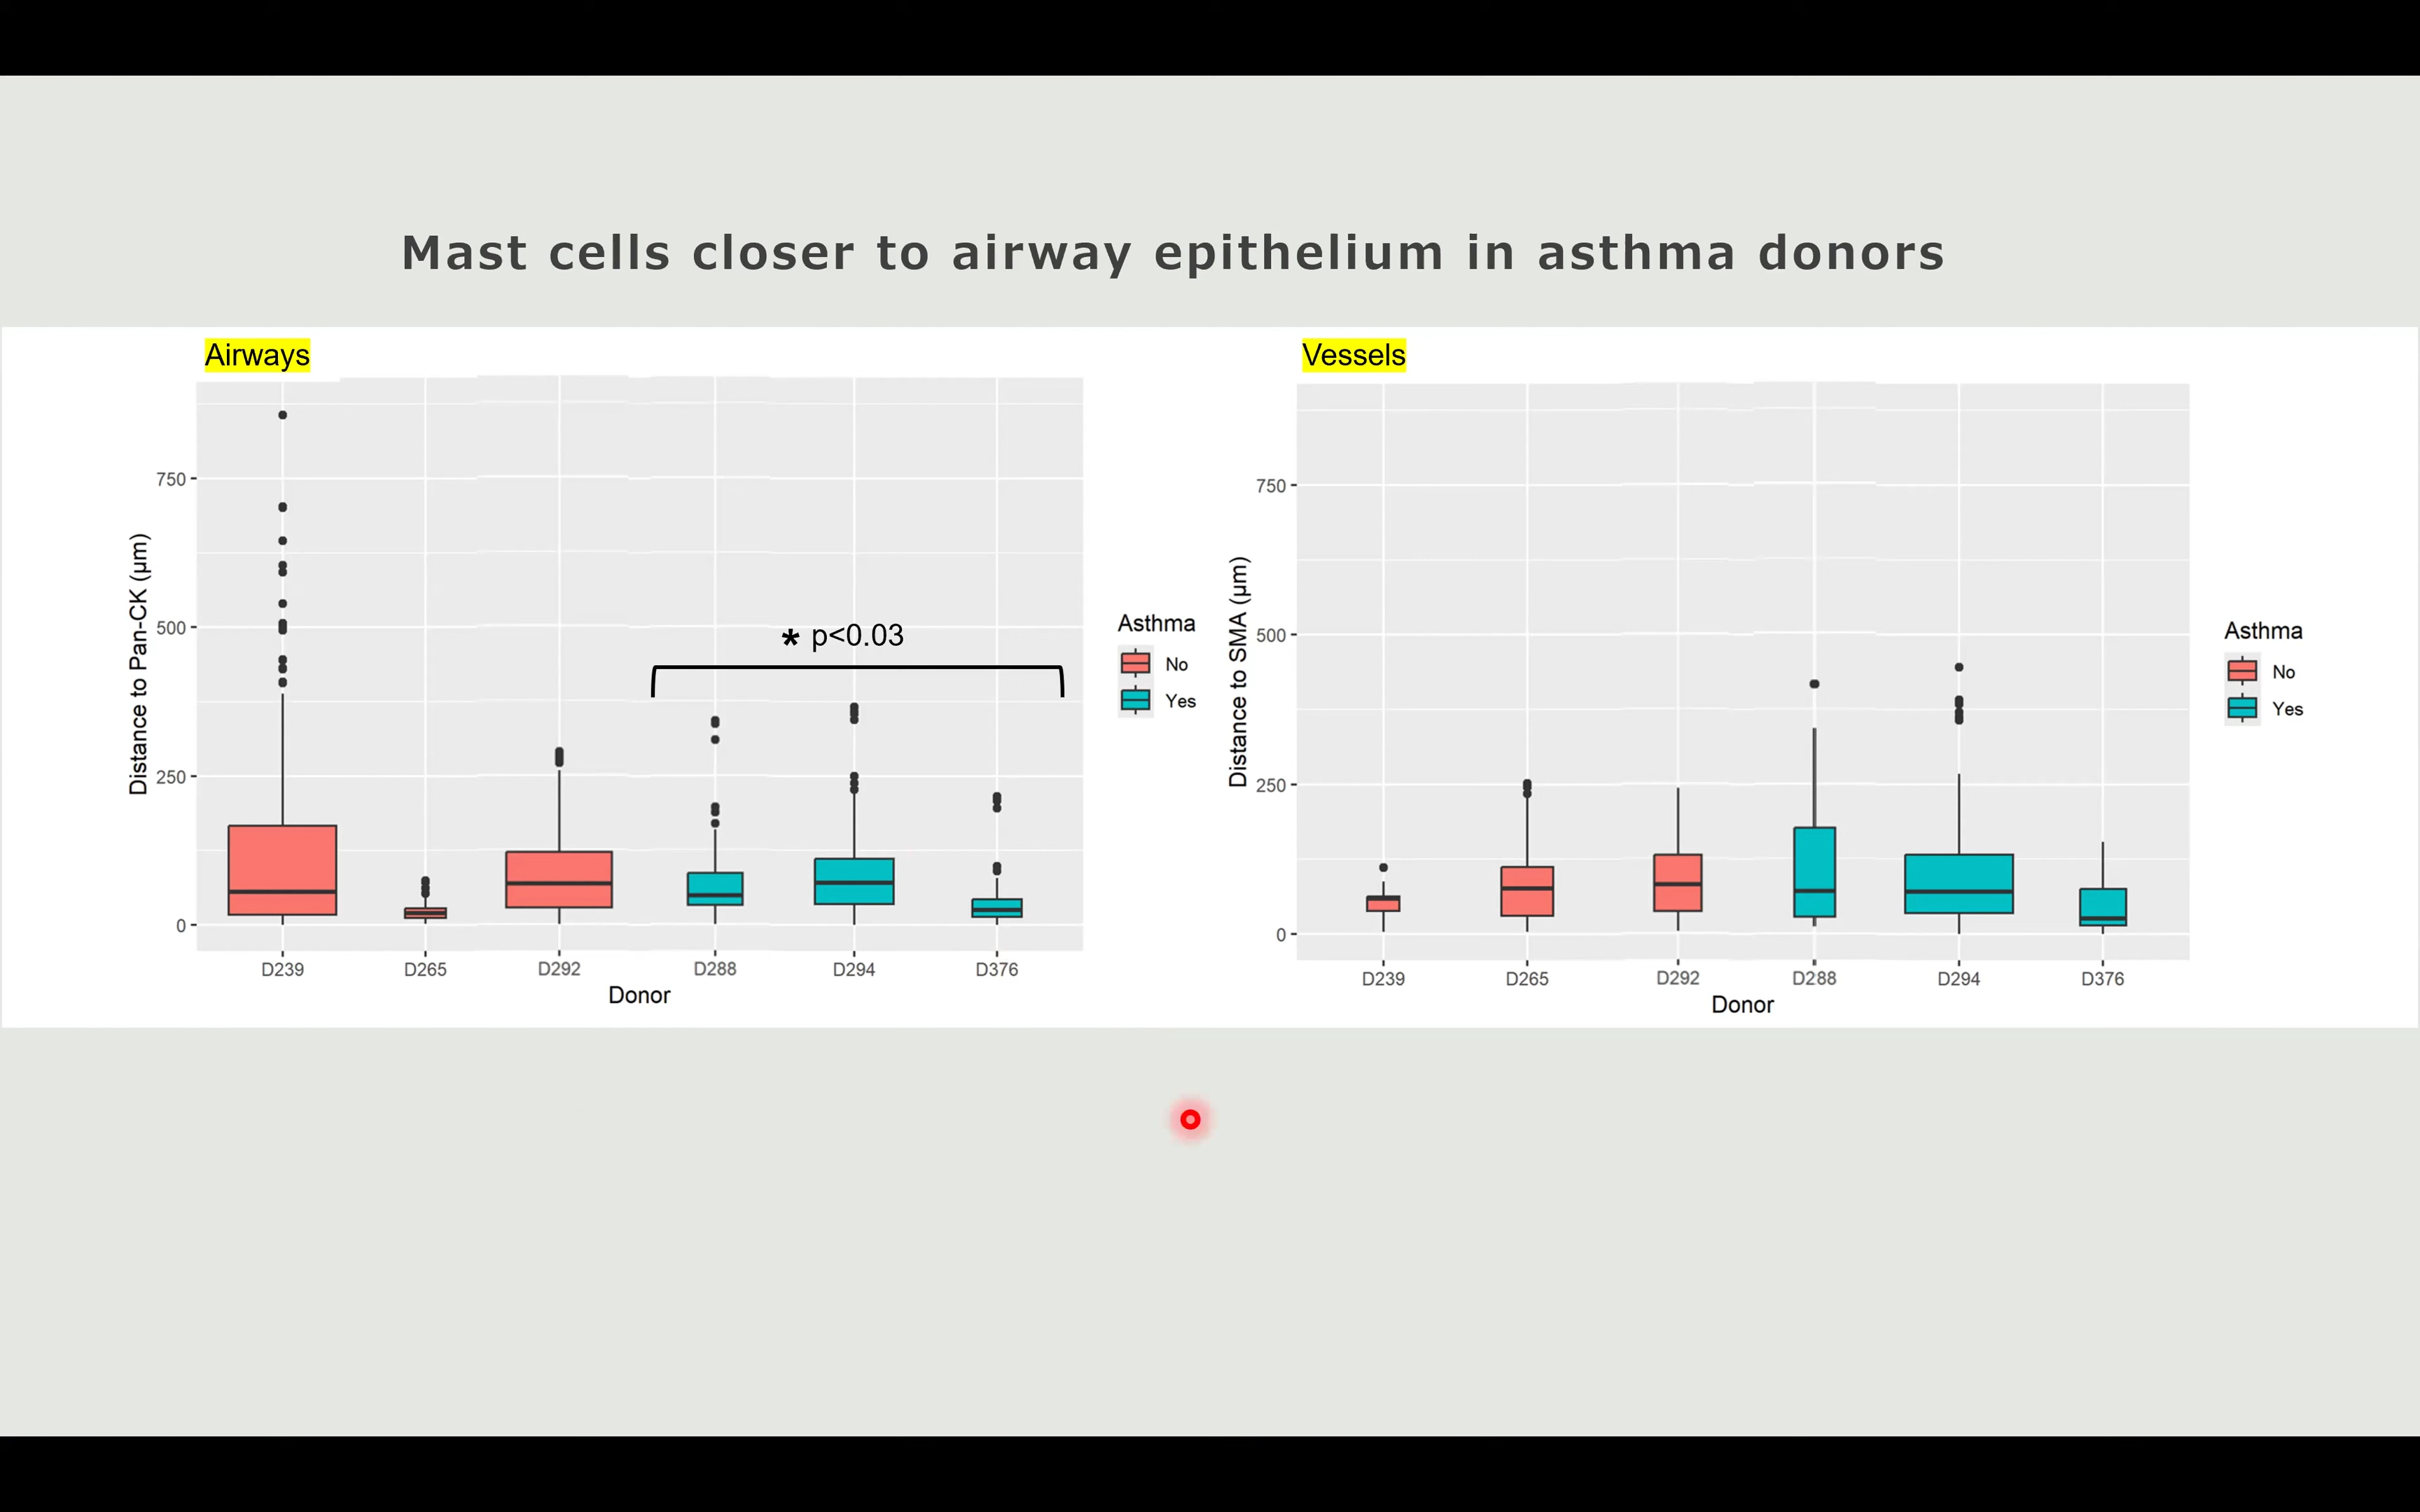 Mast cells closer to airway epithelium in asthma donors
Airways
Distance to Pan-CK (µm)
750
500
250
0
* p<0.03
D239 D265 D292 D288 D294 D376
Donor
Asthma
No
Yes
Vessels
Distance to SMA (µm)
750
500
250
0
D239 D265 D292 D288 D294 D376
Donor
Asthma
No
Yes